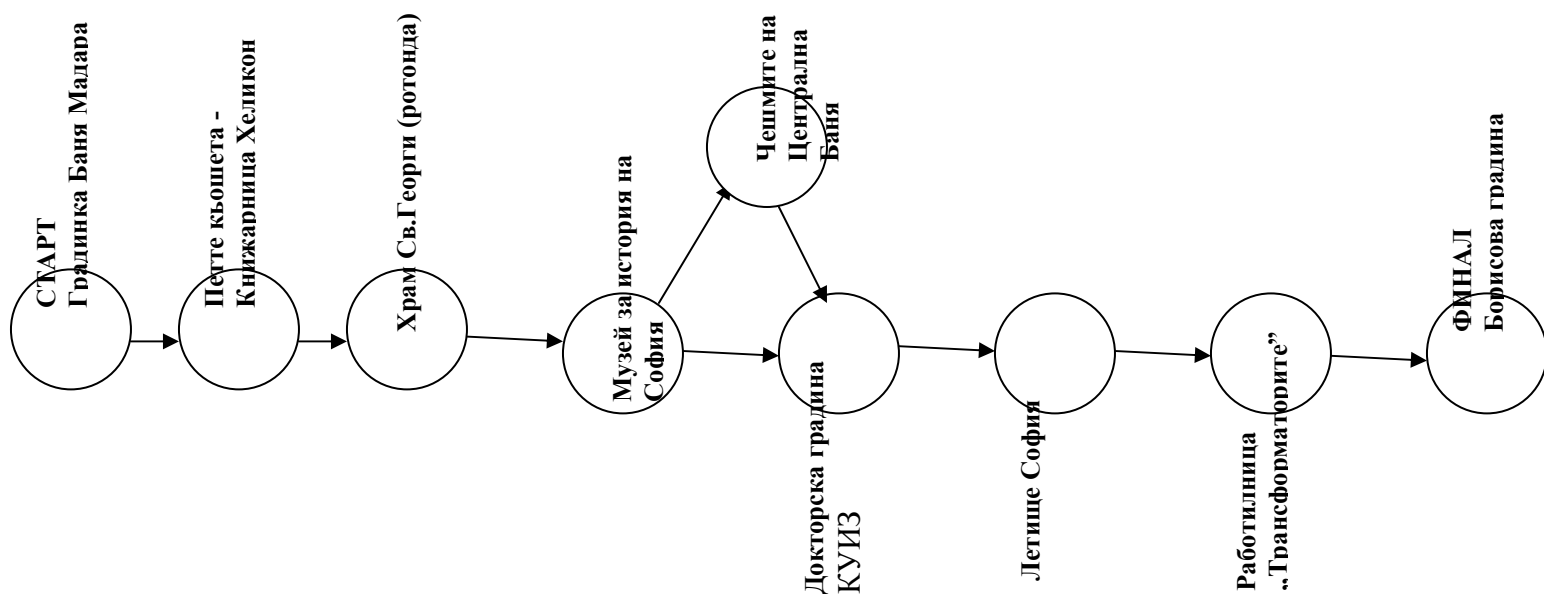 СТАРТ
Градинка Баня Мадара
Петте кьошета -
Книжарница Хеликон
Храм Св.Георги (ротонда)
Музей за история на
София
Чешмите на
Централна
Баня
Докторска градина
КУИЗ
Летище София
Работилница
„Трансформаторите”
ФИНАЛ
Борисова градина